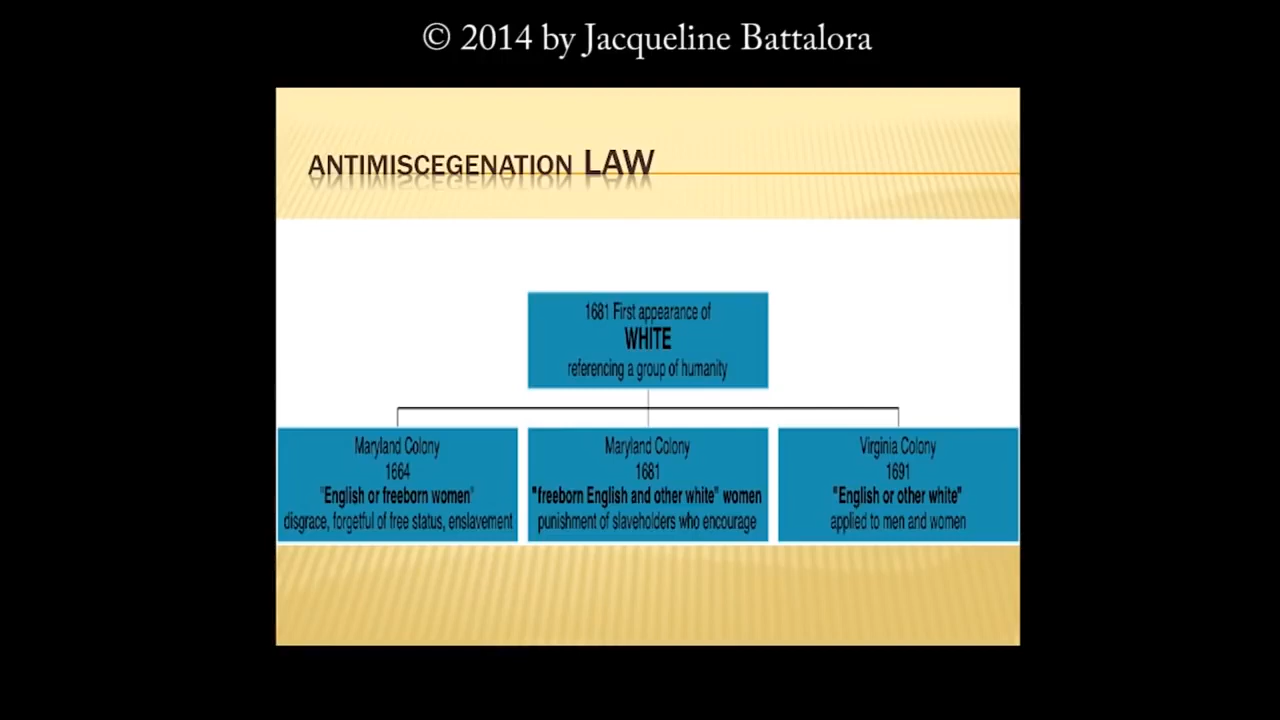 © 2014 by Jacqueline Battalora
ANTIMISCEGENATION LAW
1681 First appearance of
WHITE
referencing a group of humanity
Maryland Colony
1664
"English or freeborn women"
disgrace, forgetful of free status, enslavement
Maryland Colony
1681
"freeborn English and other white" women
punishment of slaveholders who encourage
Virginia Colony
1691
"English or other white"
applied to men and women